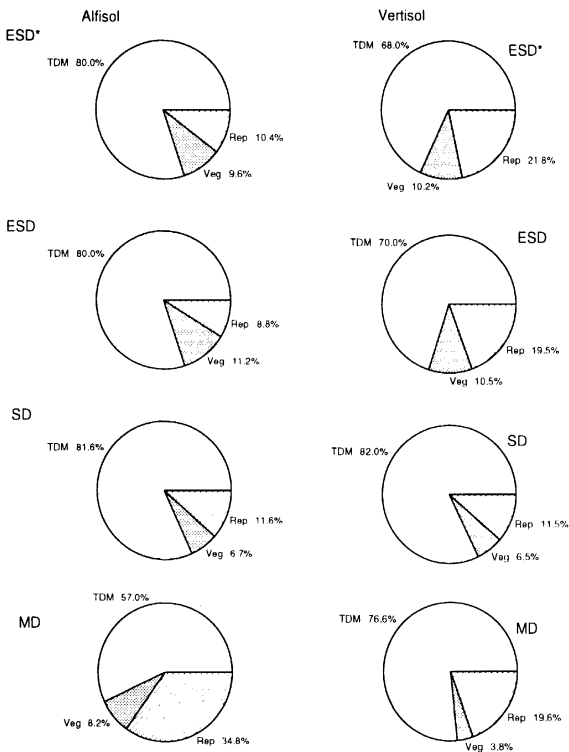 Alfisol
Vertisol
ESD*
TDM 80.0%
Rep 10.4%
Veg 9.6%
TDM 68.0%
ESD*
Rep 21.8%
Veg 10.2%
ESD
TDM 80.0%
Rep 8.8%
Veg 11.2%
TDM 70.0%
ESD
Rep 19.5%
Veg 10.5%
SD
TDM 81.6%
Rep 11.6%
Veg 6.7%
TDM 82.0%
SD
Rep 11.5%
Veg 6.5%
MD
TDM 57.0%
Veg 8.2%
Rep 34.8%
TDM 76.6%
MD
Rep 19.6%
Veg 3.8%